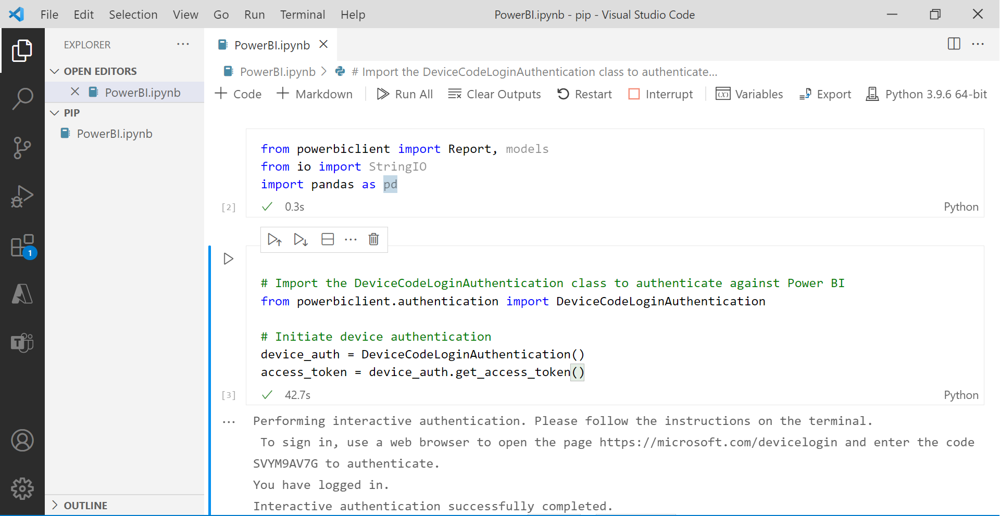 File Edit Selection View Go Run Terminal Help PowerBI.ipynb - pip - Visual Studio Code
EXPLORER
OPEN EDITORS
PowerBI.ipynb
PIP
PowerBI.ipynb
OUTLINE
1
PowerBI.ipynb
PowerBI.ipynb > # Import the DeviceCodeLoginAuthentication class to authenticate...
Code Markdown Run All Clear Outputs Restart Interrupt Variables Export Python 3.9.6 64-bit
from powerbiclient import Report, models
from io import StringIO
import pandas as pd
[2] 0.3s Python
# Import the DeviceCodeLoginAuthentication class to authenticate against Power BI
from powerbiclient.authentication import DeviceCodeLoginAuthentication
# Initiate device authentication
device_auth = DeviceCodeLoginAuthentication()
access_token = device_auth.get_access_token()
[3] 42.7s Python
Performing interactive authentication. Please follow the instructions on the terminal.
To sign in, use a web browser to open the page https://microsoft.com/devicelogin and enter the code
SVYM9AV7G to authenticate.
You have logged in.
Interactive authentication successfully completed.